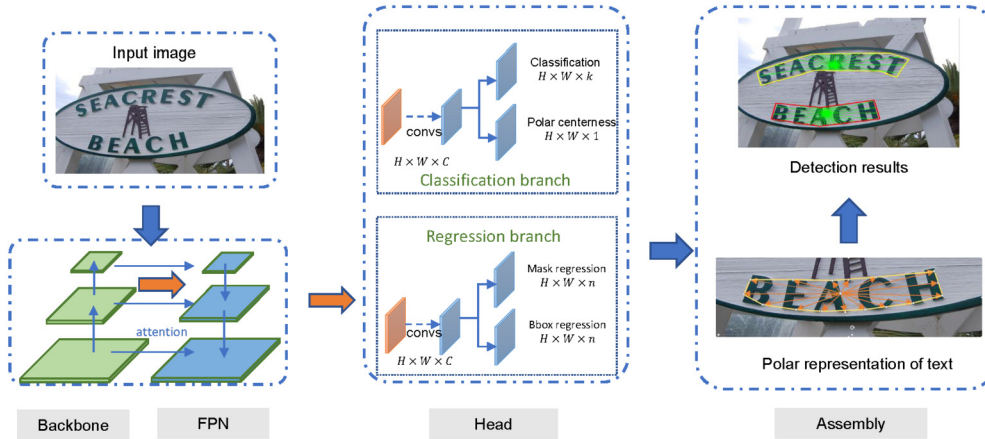 Input image
SEACREST
BEACH
attention
Backbone
FPN
Classification
H × W × k
convs
Polar centerness
H × W × 1
H × W × C
Classification branch
Regression branch
Mask regression
H × W × n
convs
Bbox regression
H × W × n
H × W × C
Head
SEACREST
BEACH
Detection results
BEACH
Polar representation of text
Assembly